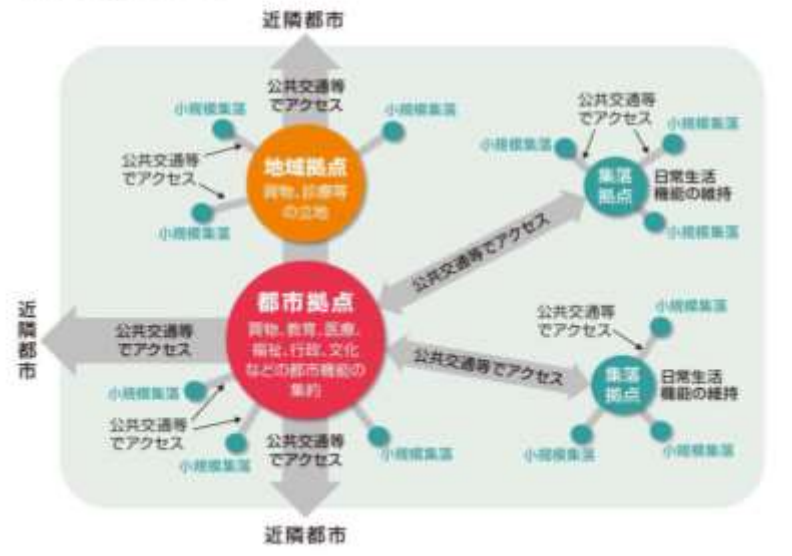 近隣都市
公共交通等
でアクセス
小規模集落
小規模集落
公共交通等
でアクセス
地域拠点
買物、診療等
の立地
小規模集落
公共交通等
でアクセス
小規模集落
小規模集落
集落
拠点
日常生活
機能の維持
小規模集落
公共交通等でアクセス
都市拠点
買物、教育、医療、
福祉、行政、文化
などの都市機能の
集約
近隣都市
公共交通等
でアクセス
公共交通等でアクセス
公共交通等
でアクセス
小規模集落
集落
拠点
日常生活
機能の維持
小規模集落
小規模集落
小規模集落
公共交通等
でアクセス
小規模集落
公共交通等
でアクセス
小規模集落
近隣都市